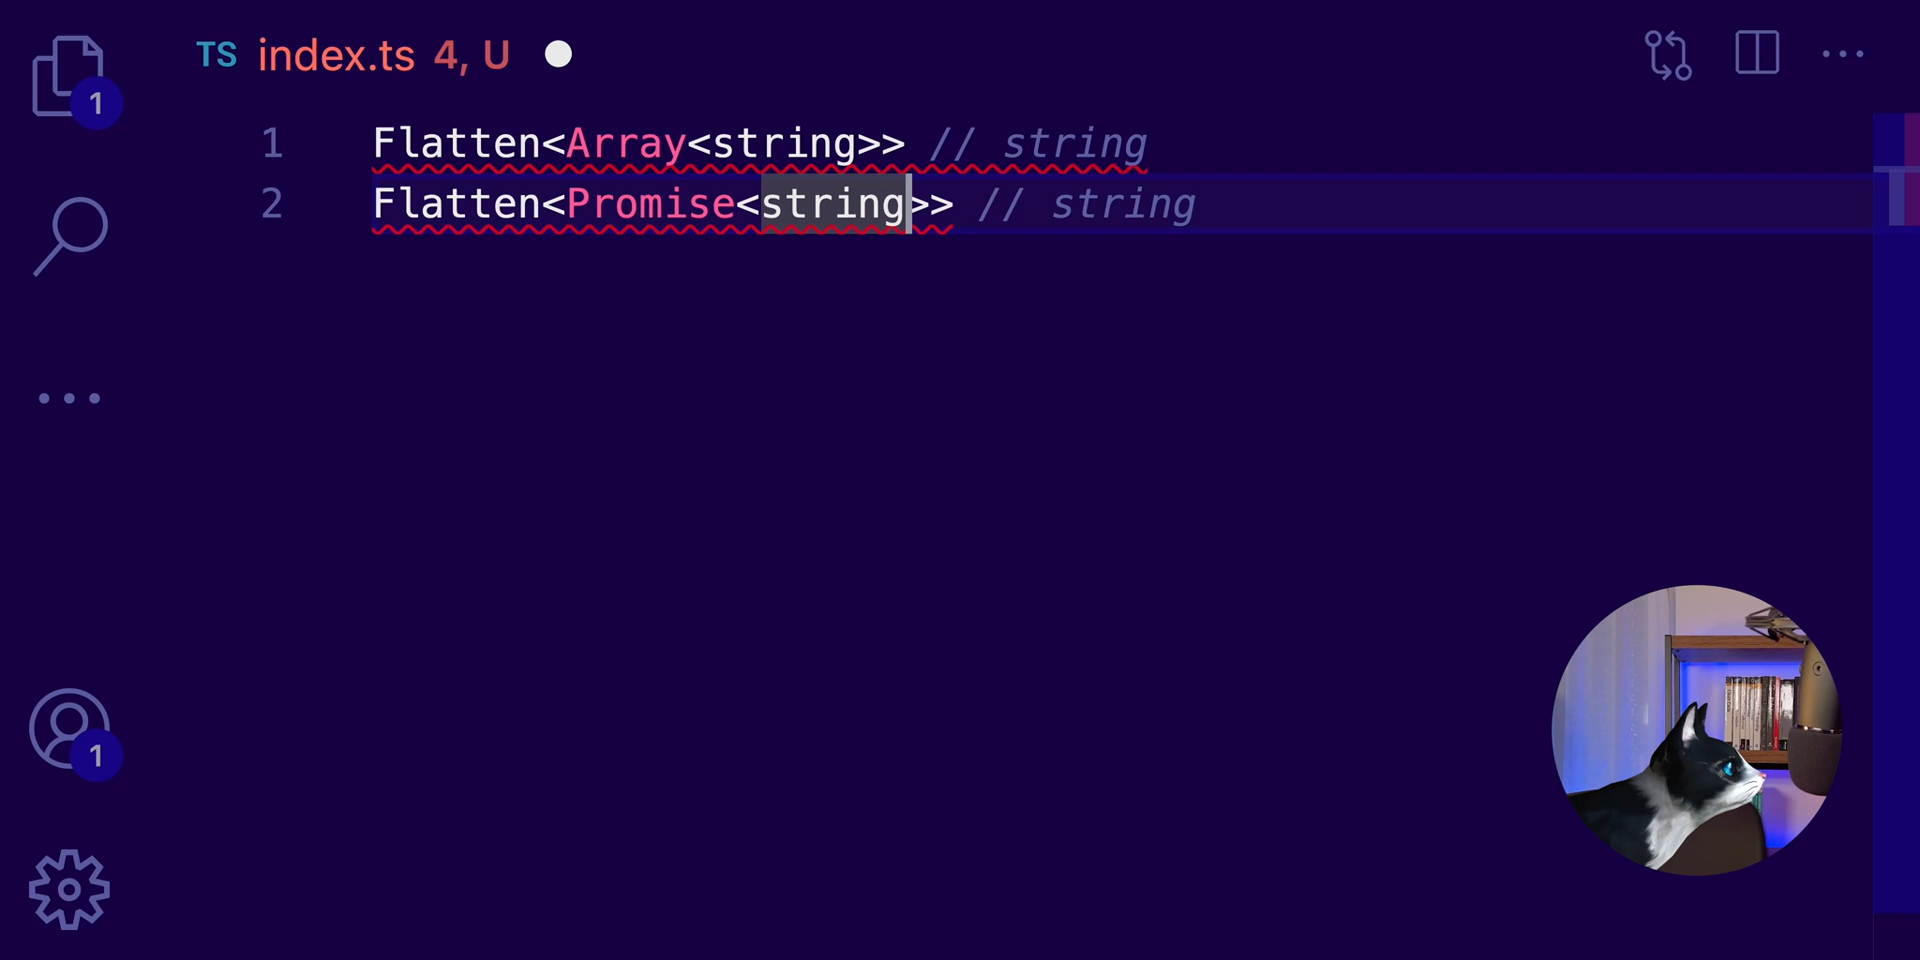 TS index.ts 4, U
1
1 Flatten<Array<string>> // string
2 Flatten<Promise<string>> // string
1